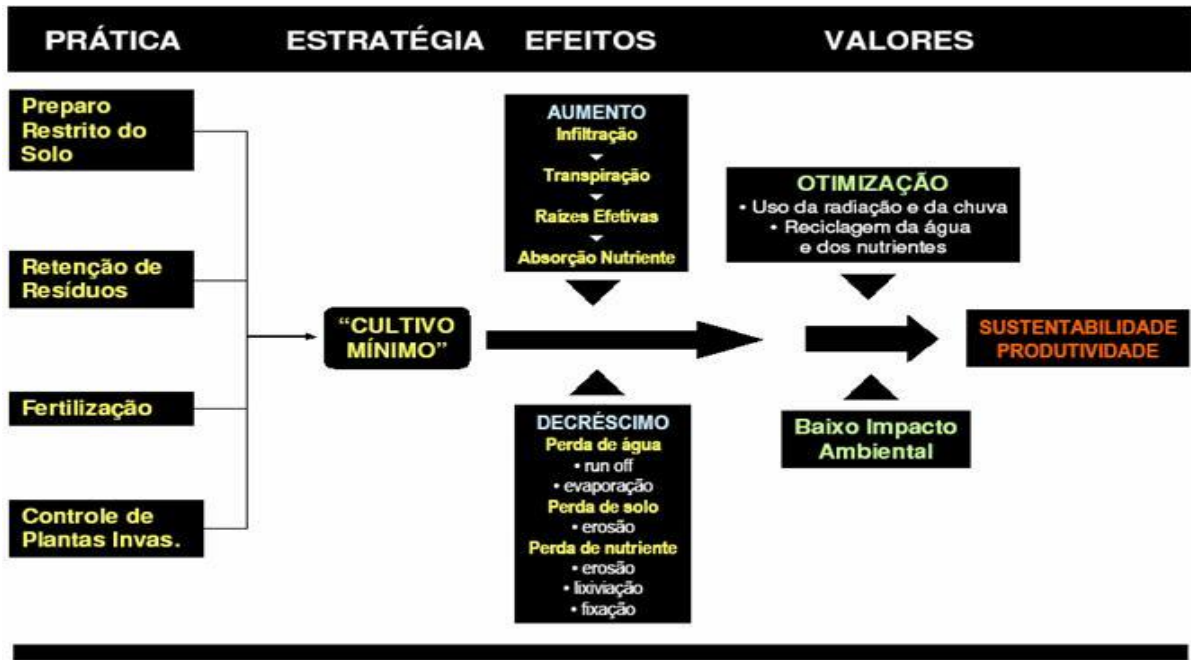 PRÁTICA ESTRATÉGIA EFEITOS VALORES
Preparo
Restrito do
Solo
Retenção de
Resíduos
Fertilização
Controle de
Plantas Invas.
“CULTIVO
MÍNIMO”
AUMENTO
Infiltração
Transpiração
Raízes Efetivas
Absorção Nutriente
DECRÉSCIMO
Perda de água
• run off
• evaporação
Perda de solo
• erosão
Perda de nutriente
• erosão
• lixiviação
• fixação
OTIMIZAÇÃO
• Uso da radiação e da chuva
• Reciclagem da água
e dos nutrientes
Baixo Impacto
Ambiental
SUSTENTABILIDADE
PRODUTIVIDADE